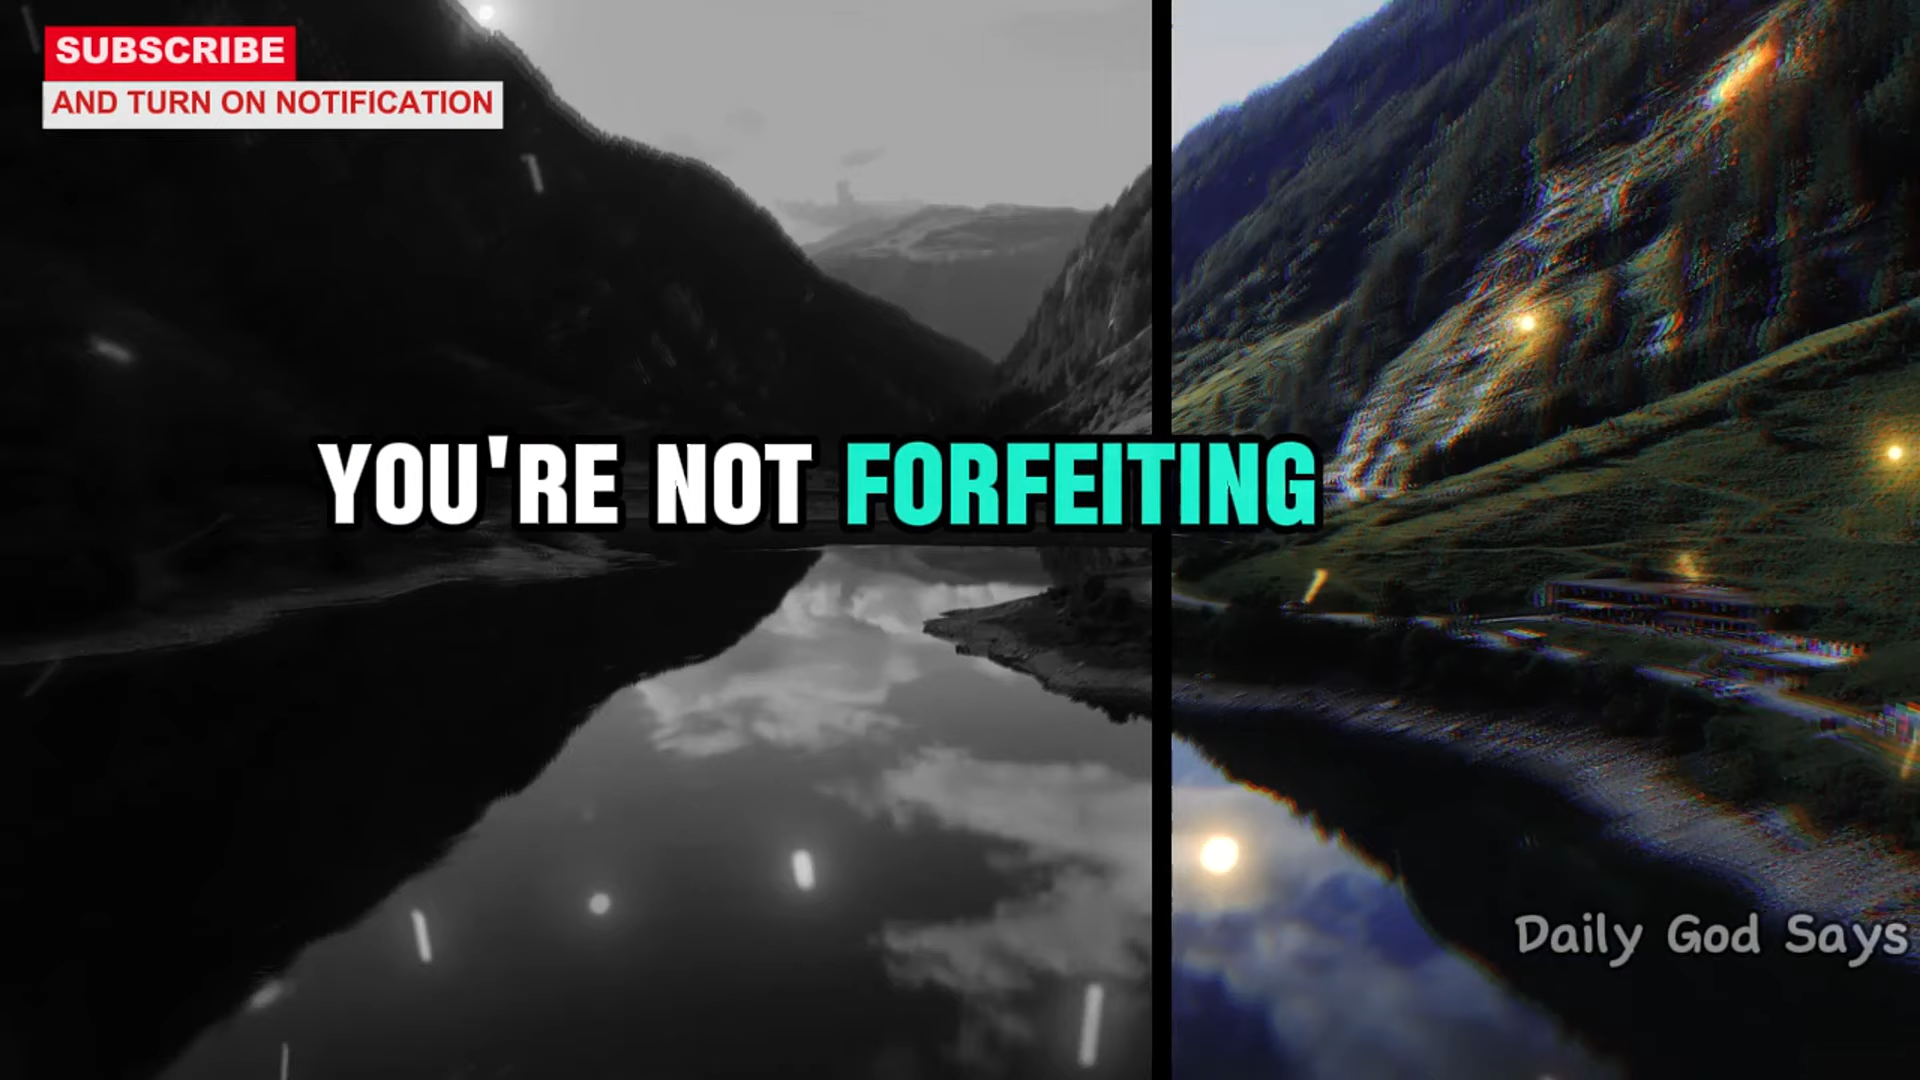 SUBSCRIBE
AND TURN ON NOTIFICATION
YOU'RE NOT FORFEITING
Daily God Says